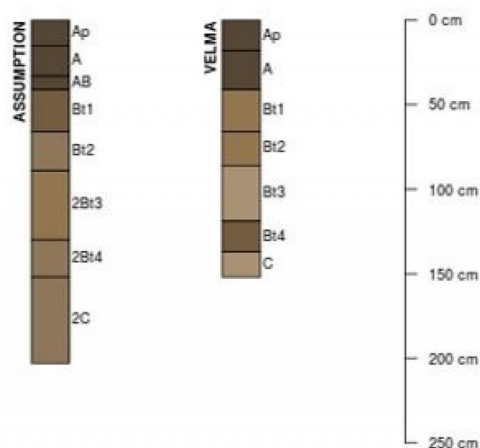 ASSUMPTION
Ap
A
AB
Bt1
Bt2
2Bt3
2Bt4
2C
VELMA
Ap
A
Bt1
Bt2
Bt3
Bt4
C
0 cm
50 cm
100 cm
150 cm
200 cm
250 cm